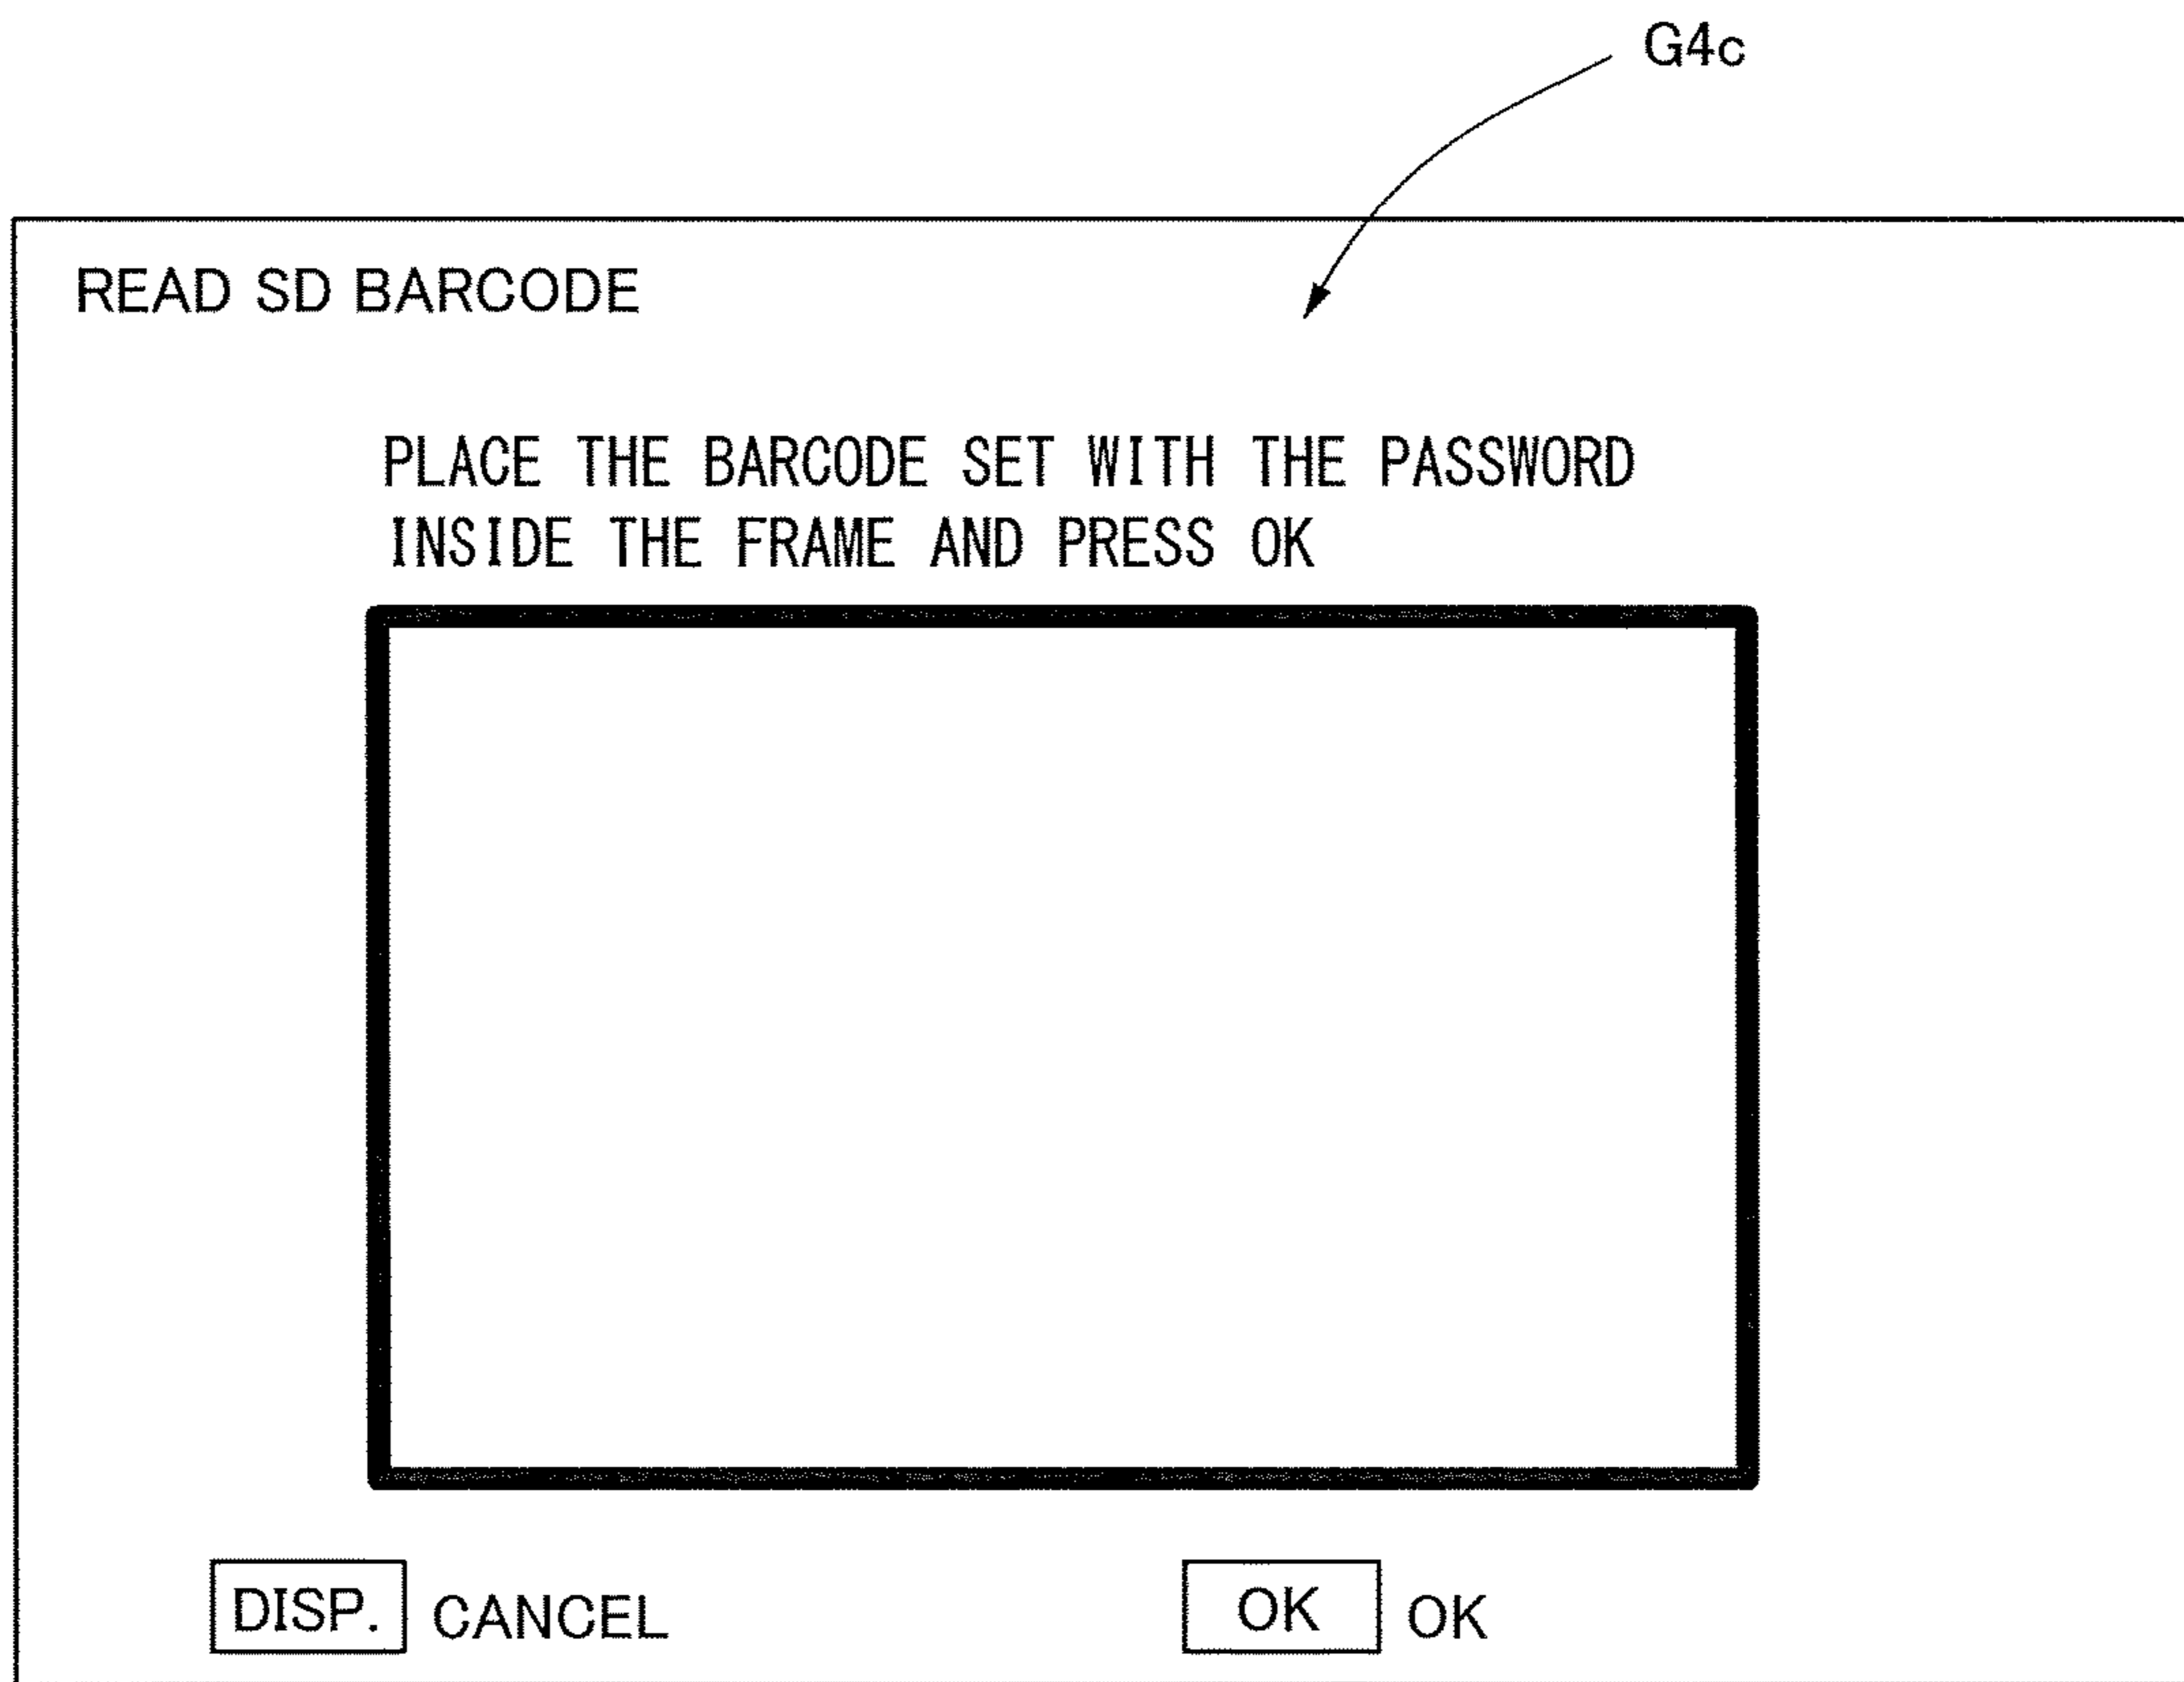 G4c
READ SD BARCODE
PLACE THE BARCODE SET WITH THE PASSWORD
INSIDE THE FRAME AND PRESS OK
DISP. CANCEL OK OK